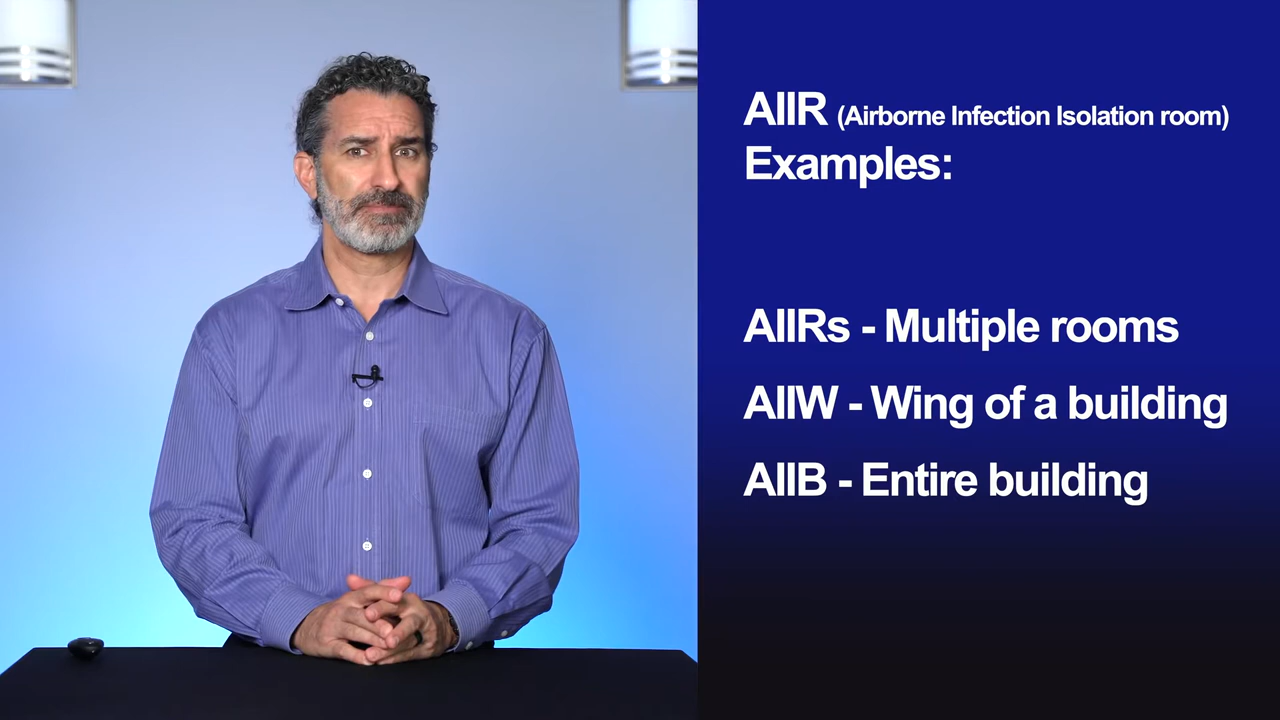 AIIR (Airborne Infection Isolation room)
Examples:
AIIRs - Multiple rooms
AIIW - Wing of a building
AIIB - Entire building